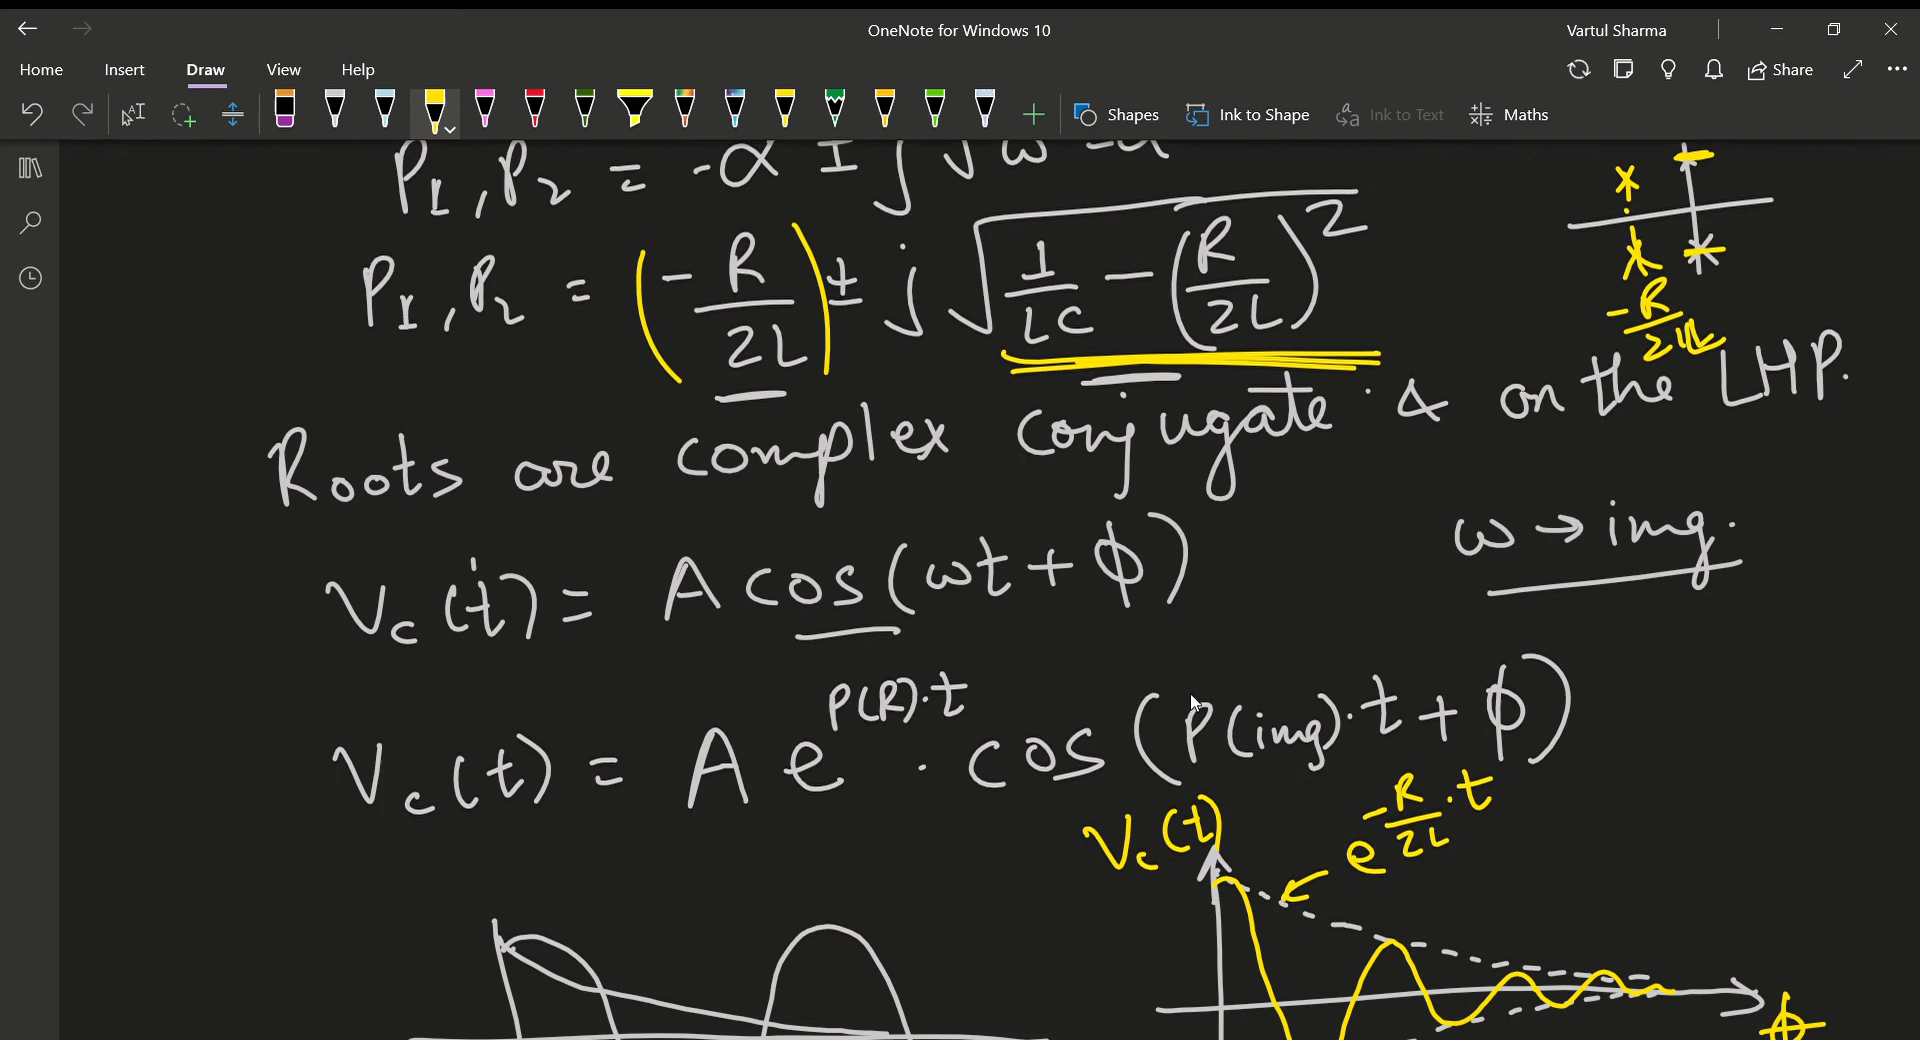 OneNote for Windows 10
Vartul Sharma
Home Insert Draw View Help
Share
Shapes Ink to Shape Ink to Text Maths
P1, P2 = -α ± j √ω -α
P1, P2 = (-R/2L) ± j √(1/LC - (R/2L)²)
-R/2L
Roots are complex conjugate & on the LHP.
ω → img.
Vc(t) = A cos(ωt + ϕ)
Vc(t) = A e^P(R)·t · cos(P(img)·t + ϕ)
Vc(t)
e^-R/2L·t